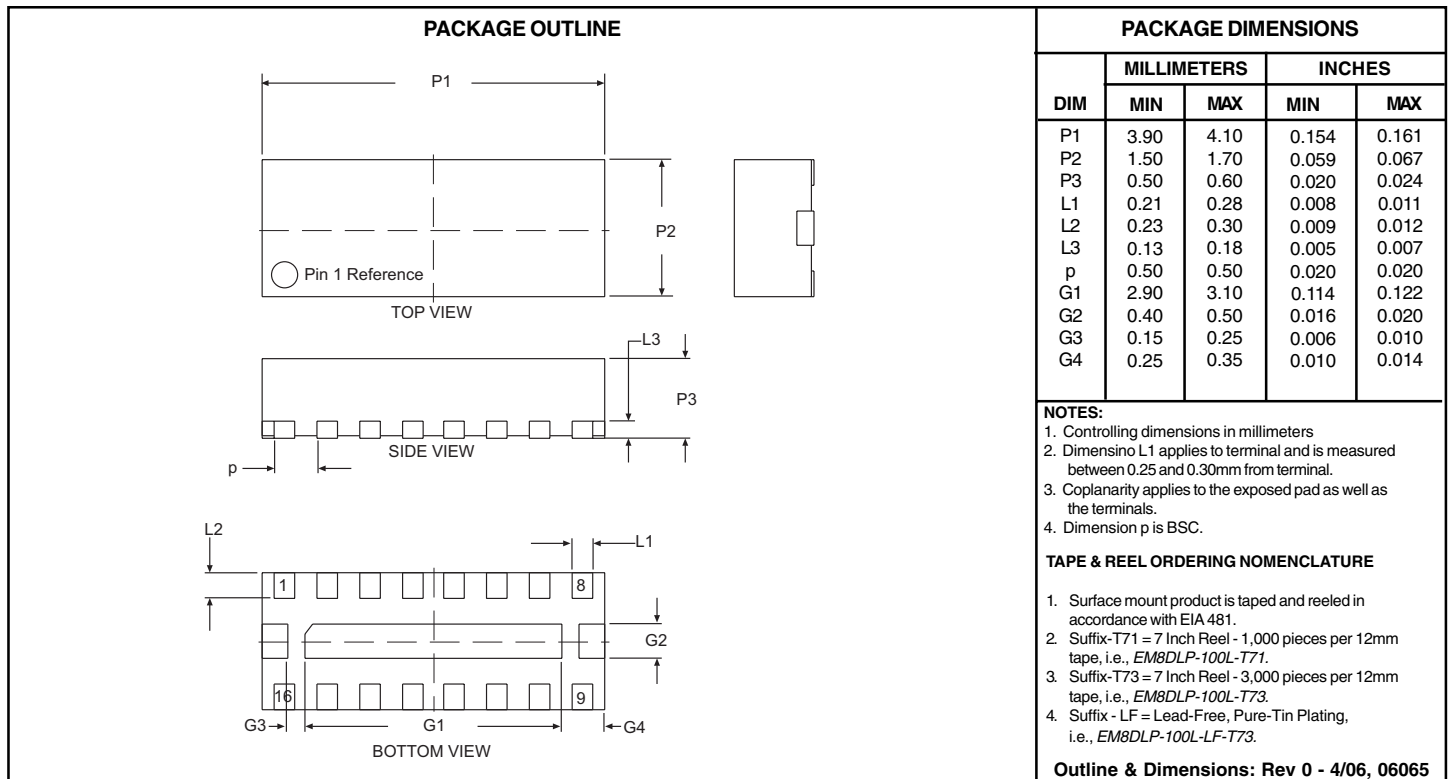 PACKAGE OUTLINE
P1
P2
Pin 1 Reference
TOP VIEW
L3
P3
SIDE VIEW
p
L2
L1
1
8
G2
16
9
G3
G1
G4
BOTTOM VIEW
PACKAGE DIMENSIONS
MILLIMETERS INCHES
DIM MIN MAX MIN MAX
P1 3.90 4.10 0.154 0.161
P2 1.50 1.70 0.059 0.067
P3 0.50 0.60 0.020 0.024
L1 0.21 0.28 0.008 0.011
L2 0.23 0.30 0.009 0.012
L3 0.13 0.18 0.005 0.007
p 0.50 0.50 0.020 0.020
G1 2.90 3.10 0.114 0.122
G2 0.40 0.50 0.016 0.020
G3 0.15 0.25 0.006 0.010
G4 0.25 0.35 0.010 0.014
NOTES:
1. Controlling dimensions in millimeters
2. Dimensino L1 applies to terminal and is measured
between 0.25 and 0.30mm from terminal.
3. Coplanarity applies to the exposed pad as well as
the terminals.
4. Dimension p is BSC.
TAPE & REEL ORDERING NOMENCLATURE
1. Surface mount product is taped and reeled in
accordance with EIA 481.
2. Suffix-T71 = 7 Inch Reel - 1,000 pieces per 12mm
tape, i.e., EM8DLP-100L-T71.
3. Suffix-T73 = 7 Inch Reel - 3,000 pieces per 12mm
tape, i.e., EM8DLP-100L-T73.
4. Suffix - LF = Lead-Free, Pure-Tin Plating,
i.e., EM8DLP-100L-LF-T73.
Outline & Dimensions: Rev 0 - 4/06, 06065